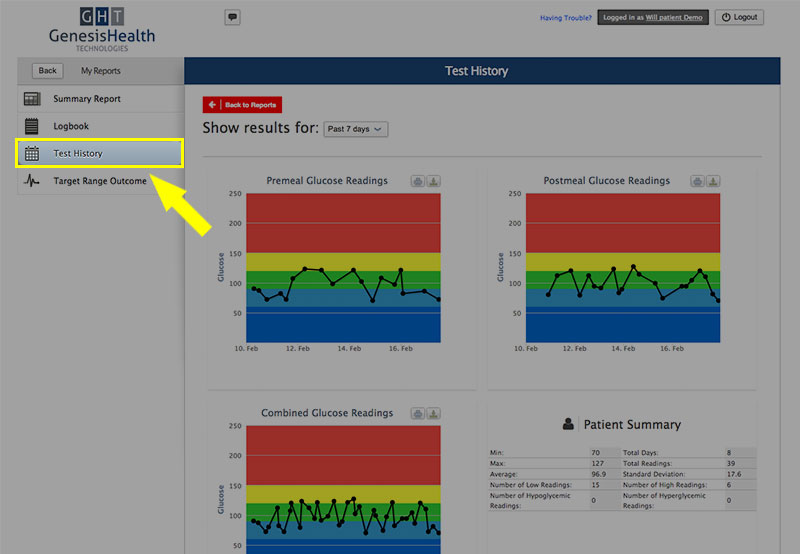 GHT
GenesisHealth
TECHNOLOGIES
Having Trouble?
Logged in as Will patient Demo
Logout
Back
My Reports
Test History
Summary Report
Logbook
Test History
Target Range Outcome
Back to Reports
Show results for: Past 7 days
Premeal Glucose Readings
250
200
150
100
50
Glucose
10. Feb 12. Feb 14. Feb 16. Feb
Postmeal Glucose Readings
250
200
150
100
50
Glucose
10. Feb 12. Feb 14. Feb 16. Feb
Combined Glucose Readings
250
200
150
100
50
Glucose
Patient Summary
Min: 70 Total Days: 8
Max: 127 Total Readings: 39
Average: 96.9 Standard Deviation: 17.6
Number of Low Readings: 15 Number of High Readings: 6
Number of Hypoglycemic Readings: 0 Number of Hyperglycemic Readings: 0